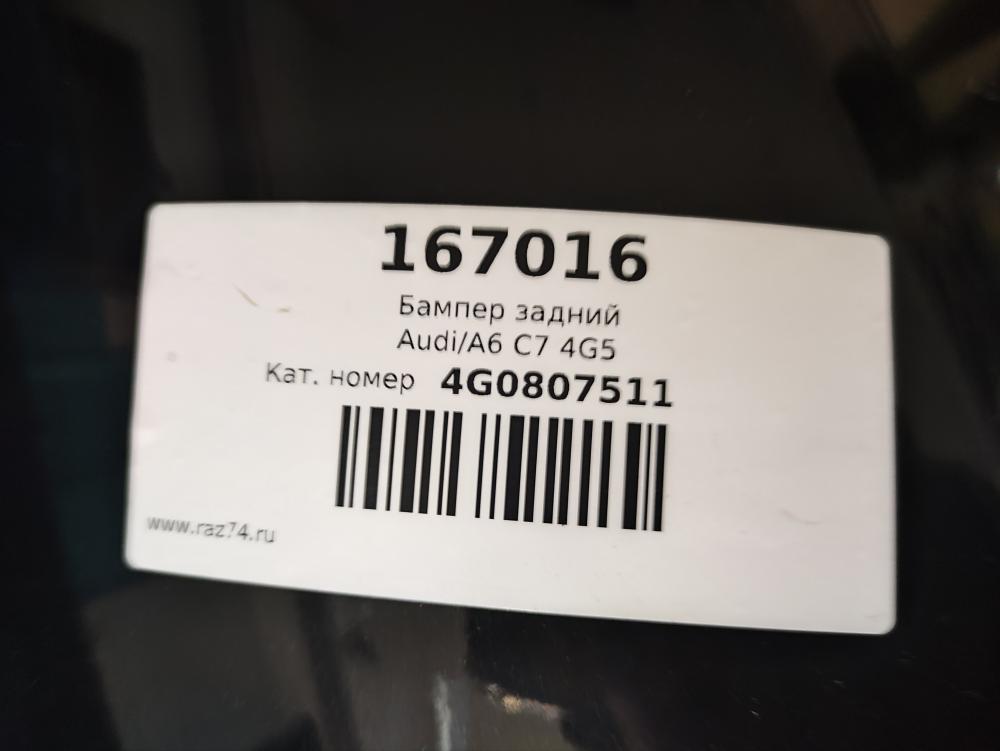 167016
Бампер задний
Audi/A6 C7 4G5
Кат. номер 4G0807511
www.raz74.ru